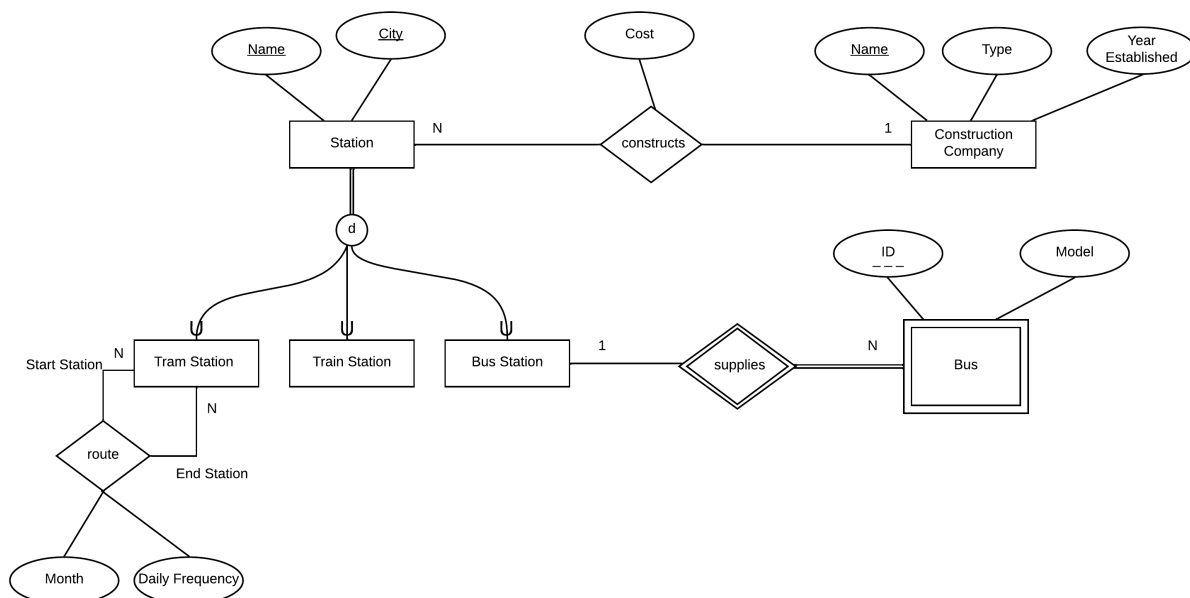 Name
City
Cost
Name
Type
Year
Established
Station
N
constructs
1
Construction
Company
d
ID
Model
U
U
U
Start Station
N
Tram Station
Train Station
Bus Station
1
supplies
N
Bus
N
route
End Station
Month
Daily Frequency